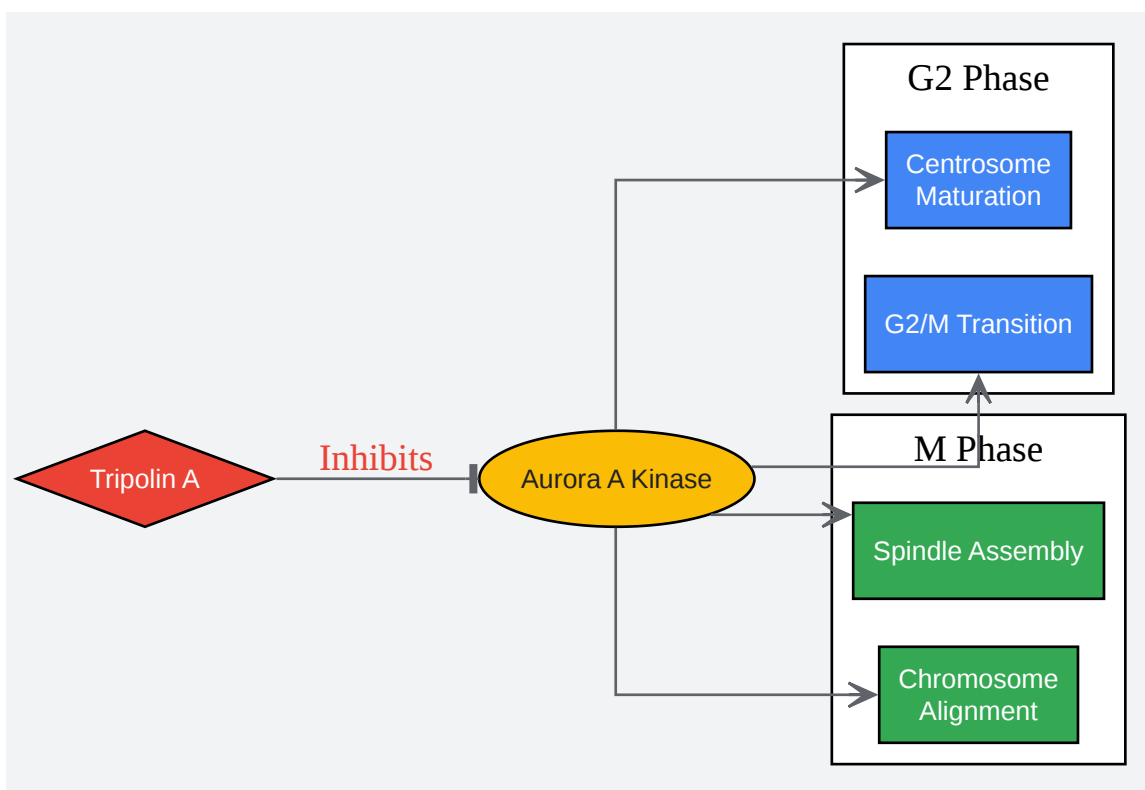 G2 Phase
Centrosome
Maturation
G2/M Transition
M Phase
Inhibits
Tripolin A
Aurora A Kinase
Spindle Assembly
Chromosome
Alignment